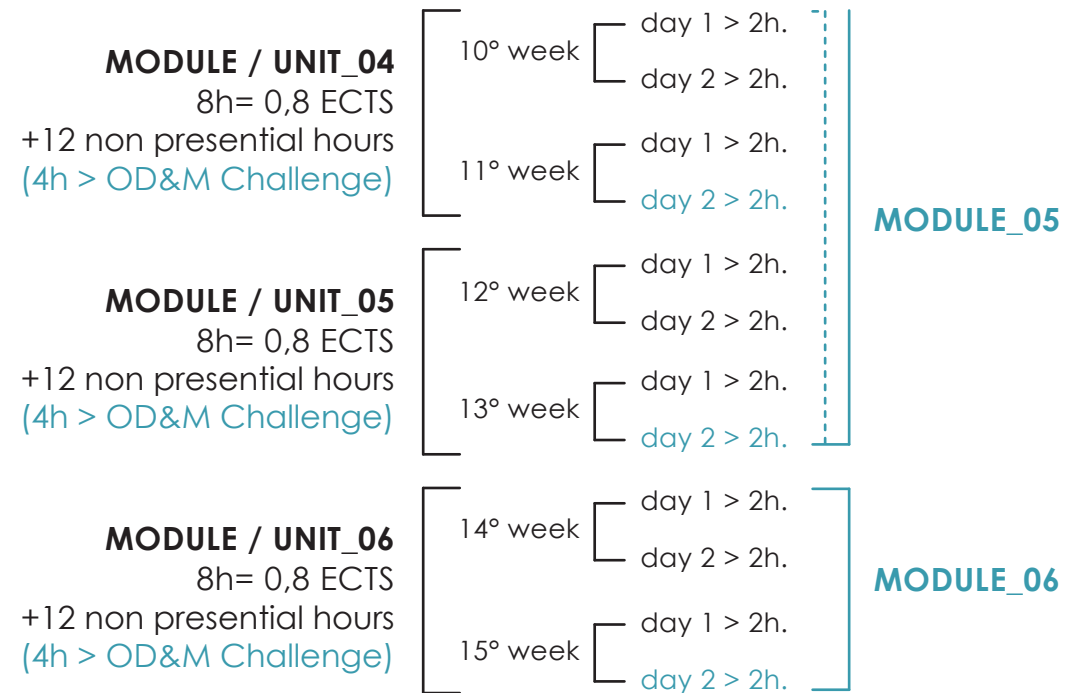 MODULE / UNIT_04
8h= 0,8 ECTS
+12 non presential hours
(4h > OD&M Challenge)
10° week
day 1 > 2h.
day 2 > 2h.
11° week
day 1 > 2h.
day 2 > 2h.
MODULE_05
MODULE / UNIT_05
8h= 0,8 ECTS
+12 non presential hours
(4h > OD&M Challenge)
12° week
day 1 > 2h.
day 2 > 2h.
13° week
day 1 > 2h.
day 2 > 2h.
MODULE / UNIT_06
8h= 0,8 ECTS
+12 non presential hours
(4h > OD&M Challenge)
14° week
day 1 > 2h.
day 2 > 2h.
15° week
day 1 > 2h.
day 2 > 2h.
MODULE_06